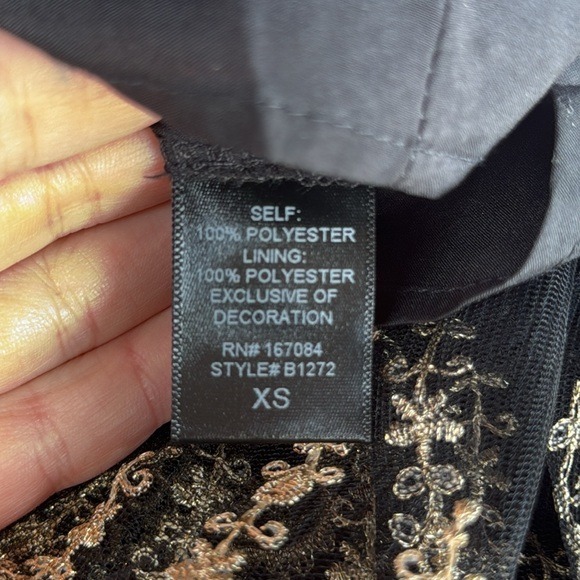 SELF:
100% POLYESTER
LINING:
100% POLYESTER
EXCLUSIVE OF
DECORATION
RN# 167084
STYLE# B1272
XS